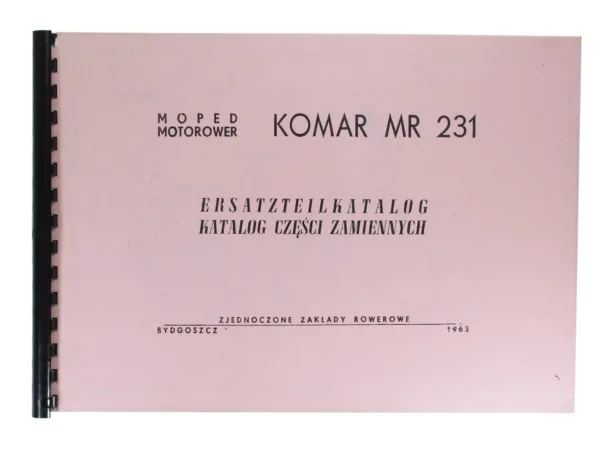 MOPED
MOTOROWER
KOMAR MR 231
ERSATZTEILKATALOG
KATALOG CZĘŚCI ZAMIENNYCH
ZJEDNOCZONE ZAKŁADY ROWEROWE
BYDGOSZCZ 1963